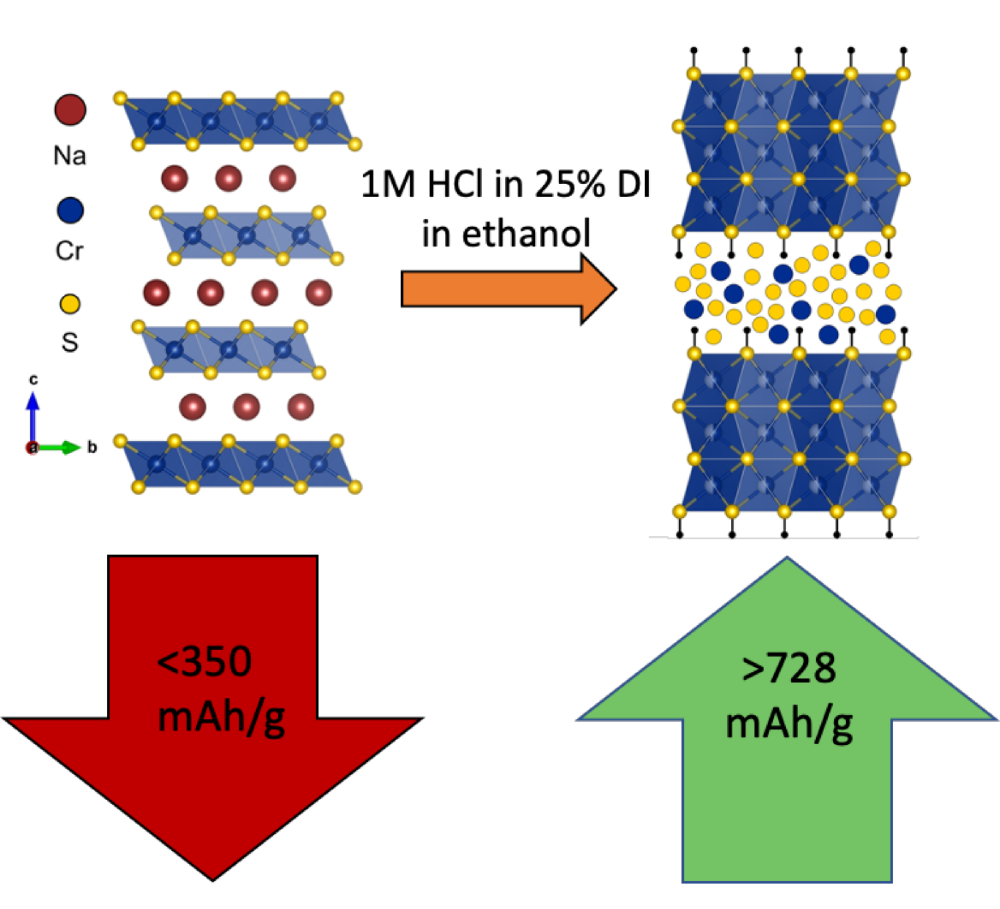 Na
Cr
S
c
a
b
1M HCl in 25% DI
in ethanol
<350
mAh/g
>728
mAh/g